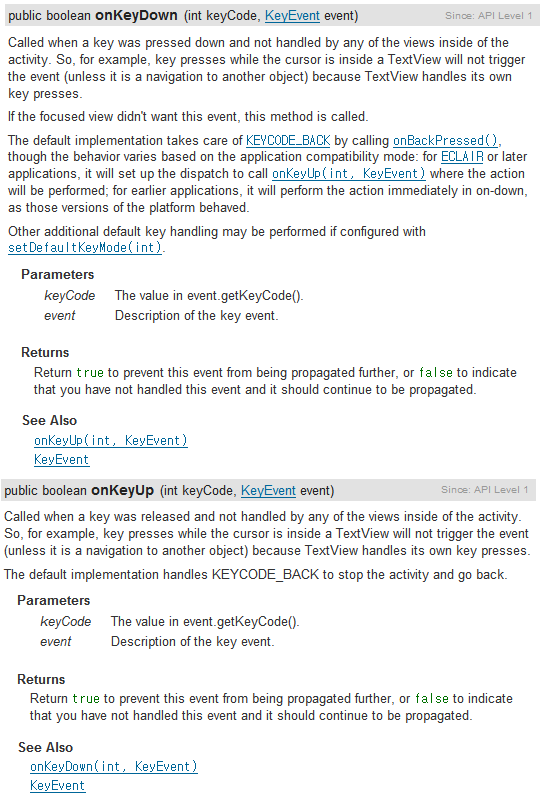 public boolean onKeyDown (int keyCode, KeyEvent event) Since: API Level 1
Called when a key was pressed down and not handled by any of the views inside of the
activity. So, for example, key presses while the cursor is inside a TextView will not trigger
the event (unless it is a navigation to another object) because TextView handles its own
key presses.
If the focused view didn't want this event, this method is called.
The default implementation takes care of KEYCODE_BACK by calling onBackPressed(),
though the behavior varies based on the application compatibility mode: for ECLAIR or later
applications, it will set up the dispatch to call onKeyUp(int, KeyEvent) where the action
will be performed; for earlier applications, it will perform the action immediately in on-down,
as those versions of the platform behaved.
Other additional default key handling may be performed if configured with
setDefaultKeyMode(int).
Parameters
keyCode The value in event.getKeyCode().
event Description of the key event.
Returns
Return true to prevent this event from being propagated further, or false to indicate
that you have not handled this event and it should continue to be propagated.
See Also
onKeyUp(int, KeyEvent)
KeyEvent
public boolean onKeyUp (int keyCode, KeyEvent event) Since: API Level 1
Called when a key was released and not handled by any of the views inside of the activity.
So, for example, key presses while the cursor is inside a TextView will not trigger the event
(unless it is a navigation to another object) because TextView handles its own key presses.
The default implementation handles KEYCODE_BACK to stop the activity and go back.
Parameters
keyCode The value in event.getKeyCode().
event Description of the key event.
Returns
Return true to prevent this event from being propagated further, or false to indicate
that you have not handled this event and it should continue to be propagated.
See Also
onKeyDown(int, KeyEvent)
KeyEvent